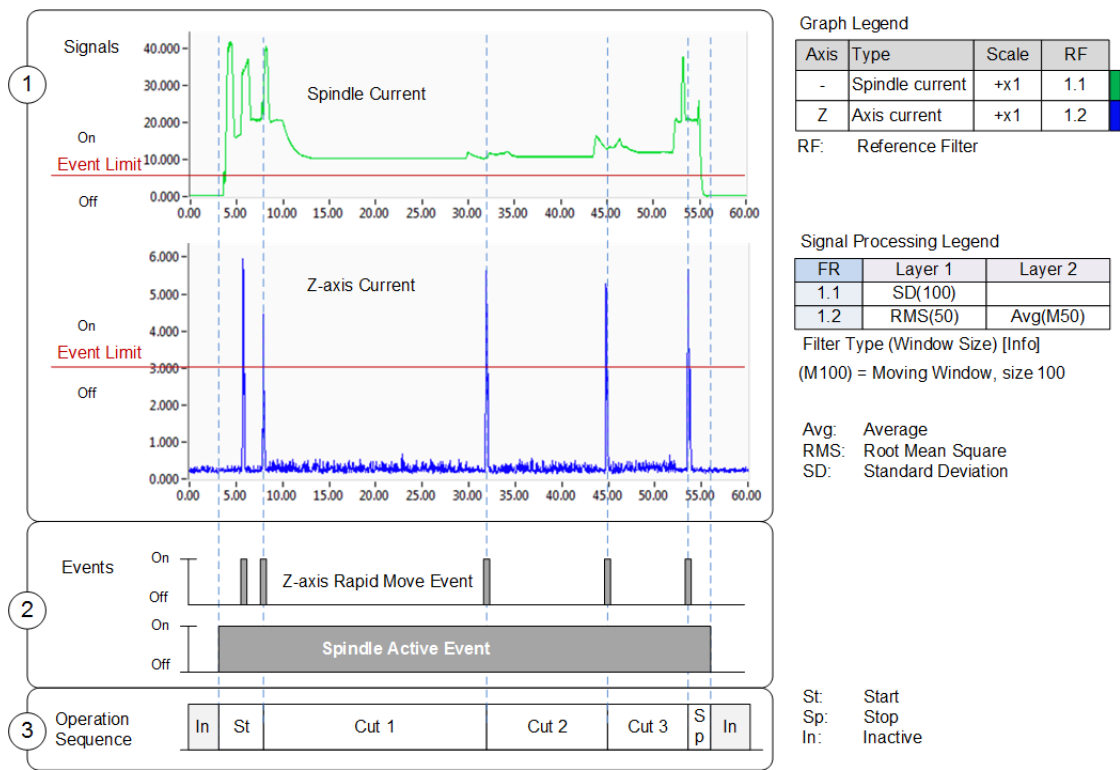 1
Signals
40.000
30.000
20.000
10.000
0.000
On
Event Limit
Off
Spindle Current
0.00 5.00 10.00 15.00 20.00 25.00 30.00 35.00 40.00 45.00 50.00 55.00 60.00
6.000
5.000
4.000
3.000
2.000
1.000
0.000
On
Event Limit
Off
Z-axis Current
0.00 5.00 10.00 15.00 20.00 25.00 30.00 35.00 40.00 45.00 50.00 55.00 60.00
2
Events
On
Off
Z-axis Rapid Move Event
On
Off
Spindle Active Event
3
Operation
Sequence
In St Cut 1 Cut 2 Cut 3 Sp In
Graph Legend
Axis Type Scale RF
- Spindle current +x1 1.1
Z Axis current +x1 1.2
RF: Reference Filter
Signal Processing Legend
FR Layer 1 Layer 2
1.1 SD(100)
1.2 RMS(50) Avg(M50)
Filter Type (Window Size) [Info]
(M100) = Moving Window, size 100
Avg: Average
RMS: Root Mean Square
SD: Standard Deviation
St: Start
Sp: Stop
In: Inactive